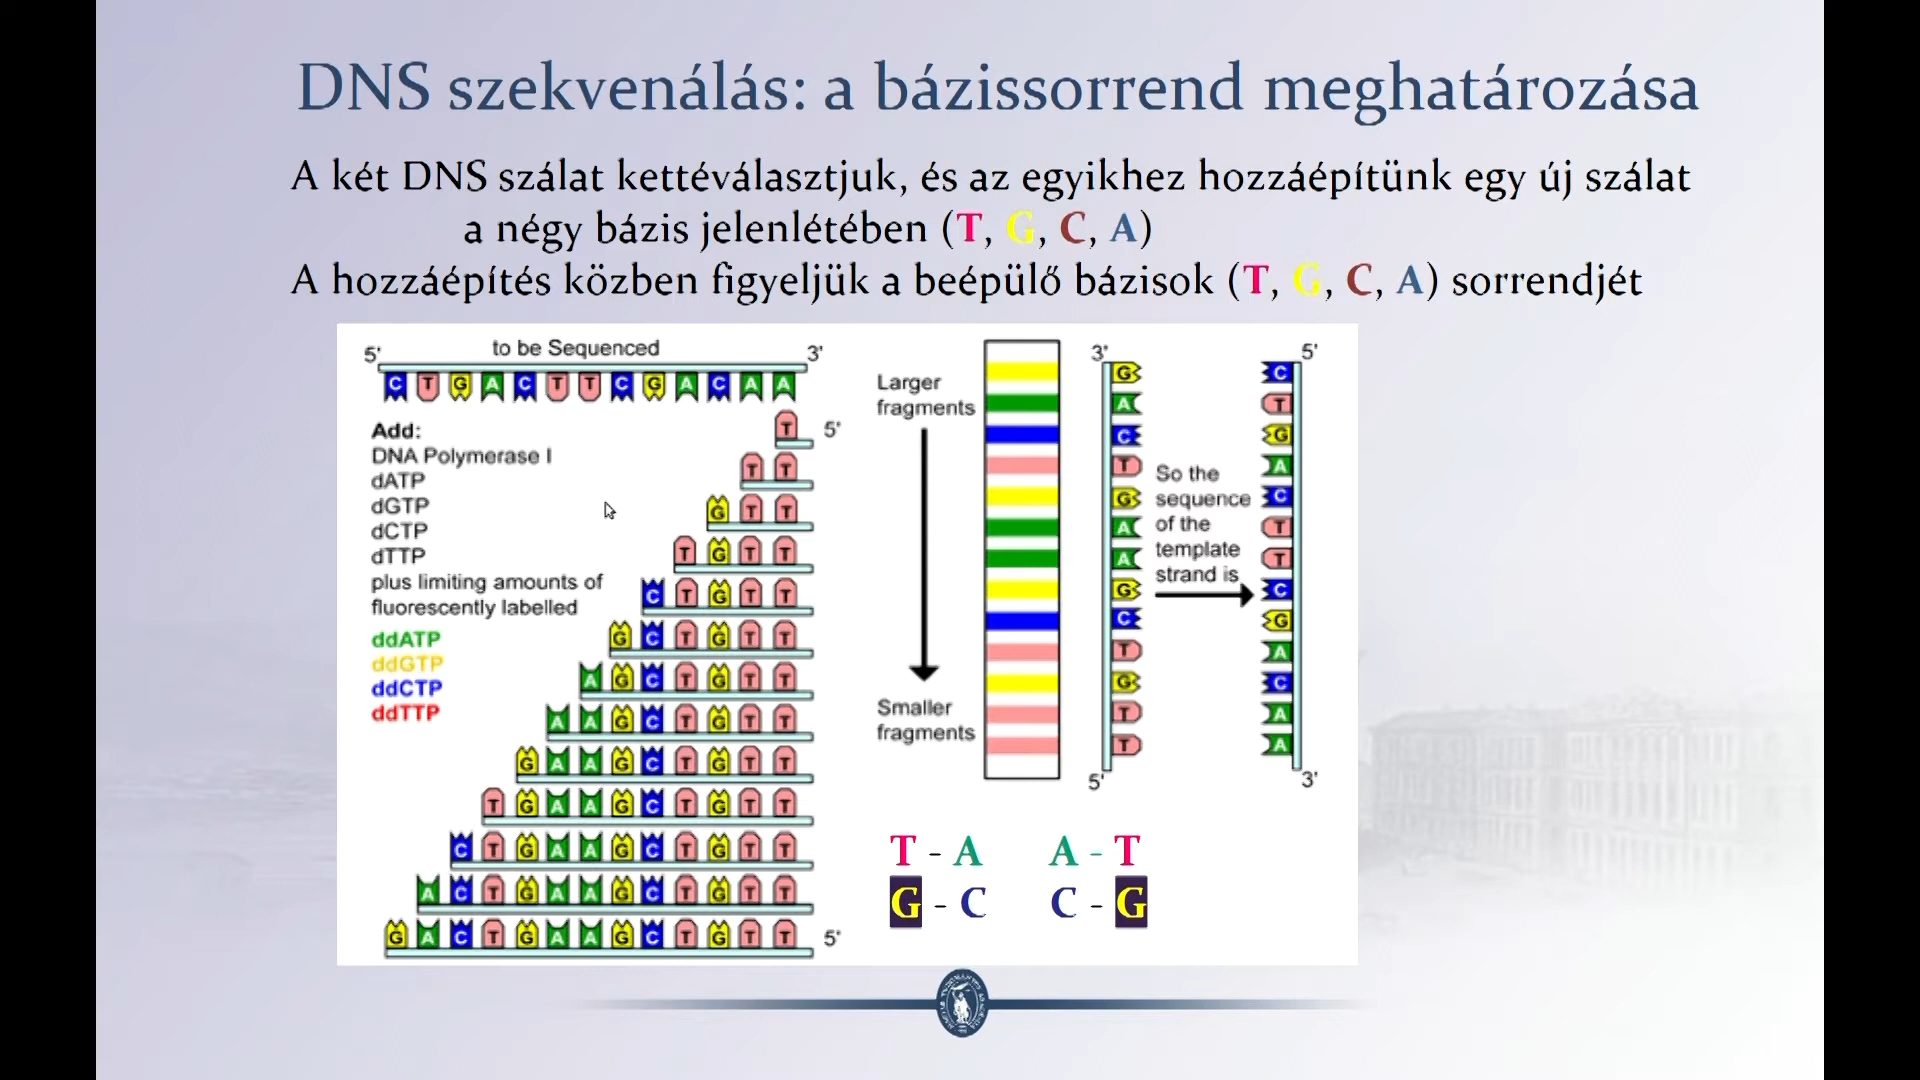 DNS szekvenálás: a bázissorrend meghatározása
A két DNS szálat kettéválasztjuk, és az egyikhez hozzáépítünk egy új szálat
a négy bázis jelenlétében (T, G, C, A)
A hozzáépítés közben figyeljük a beépülő bázisok (T, G, C, A) sorrendjét
5' to be Sequenced 3'
C T G A C T T C G A C A A
Add:
DNA Polymerase I
dATP
dGTP
dCTP
dTTP
plus limiting amounts of
fluorescently labelled
ddATP
ddGTP
ddCTP
ddTTP
T 5'
T T
G T T
T G T T
C T G T T
G C T G T T
A G C T G T T
A A G C T G T T
G A A G C T G T T
T G A A G C T G T T
C T G A A G C T G T T
A C T G A A G C T G T T
G A C T G A A G C T G T T 5'
Larger
fragments
Smaller
fragments
3'
G
A
C
T
G
A
A
G
C
T
G
T
T
5'
So the
sequence
of the
template
strand is
5'
C
T
G
A
C
T
T
C
G
A
C
A
A
3'
T - A A - T
G - C C - G